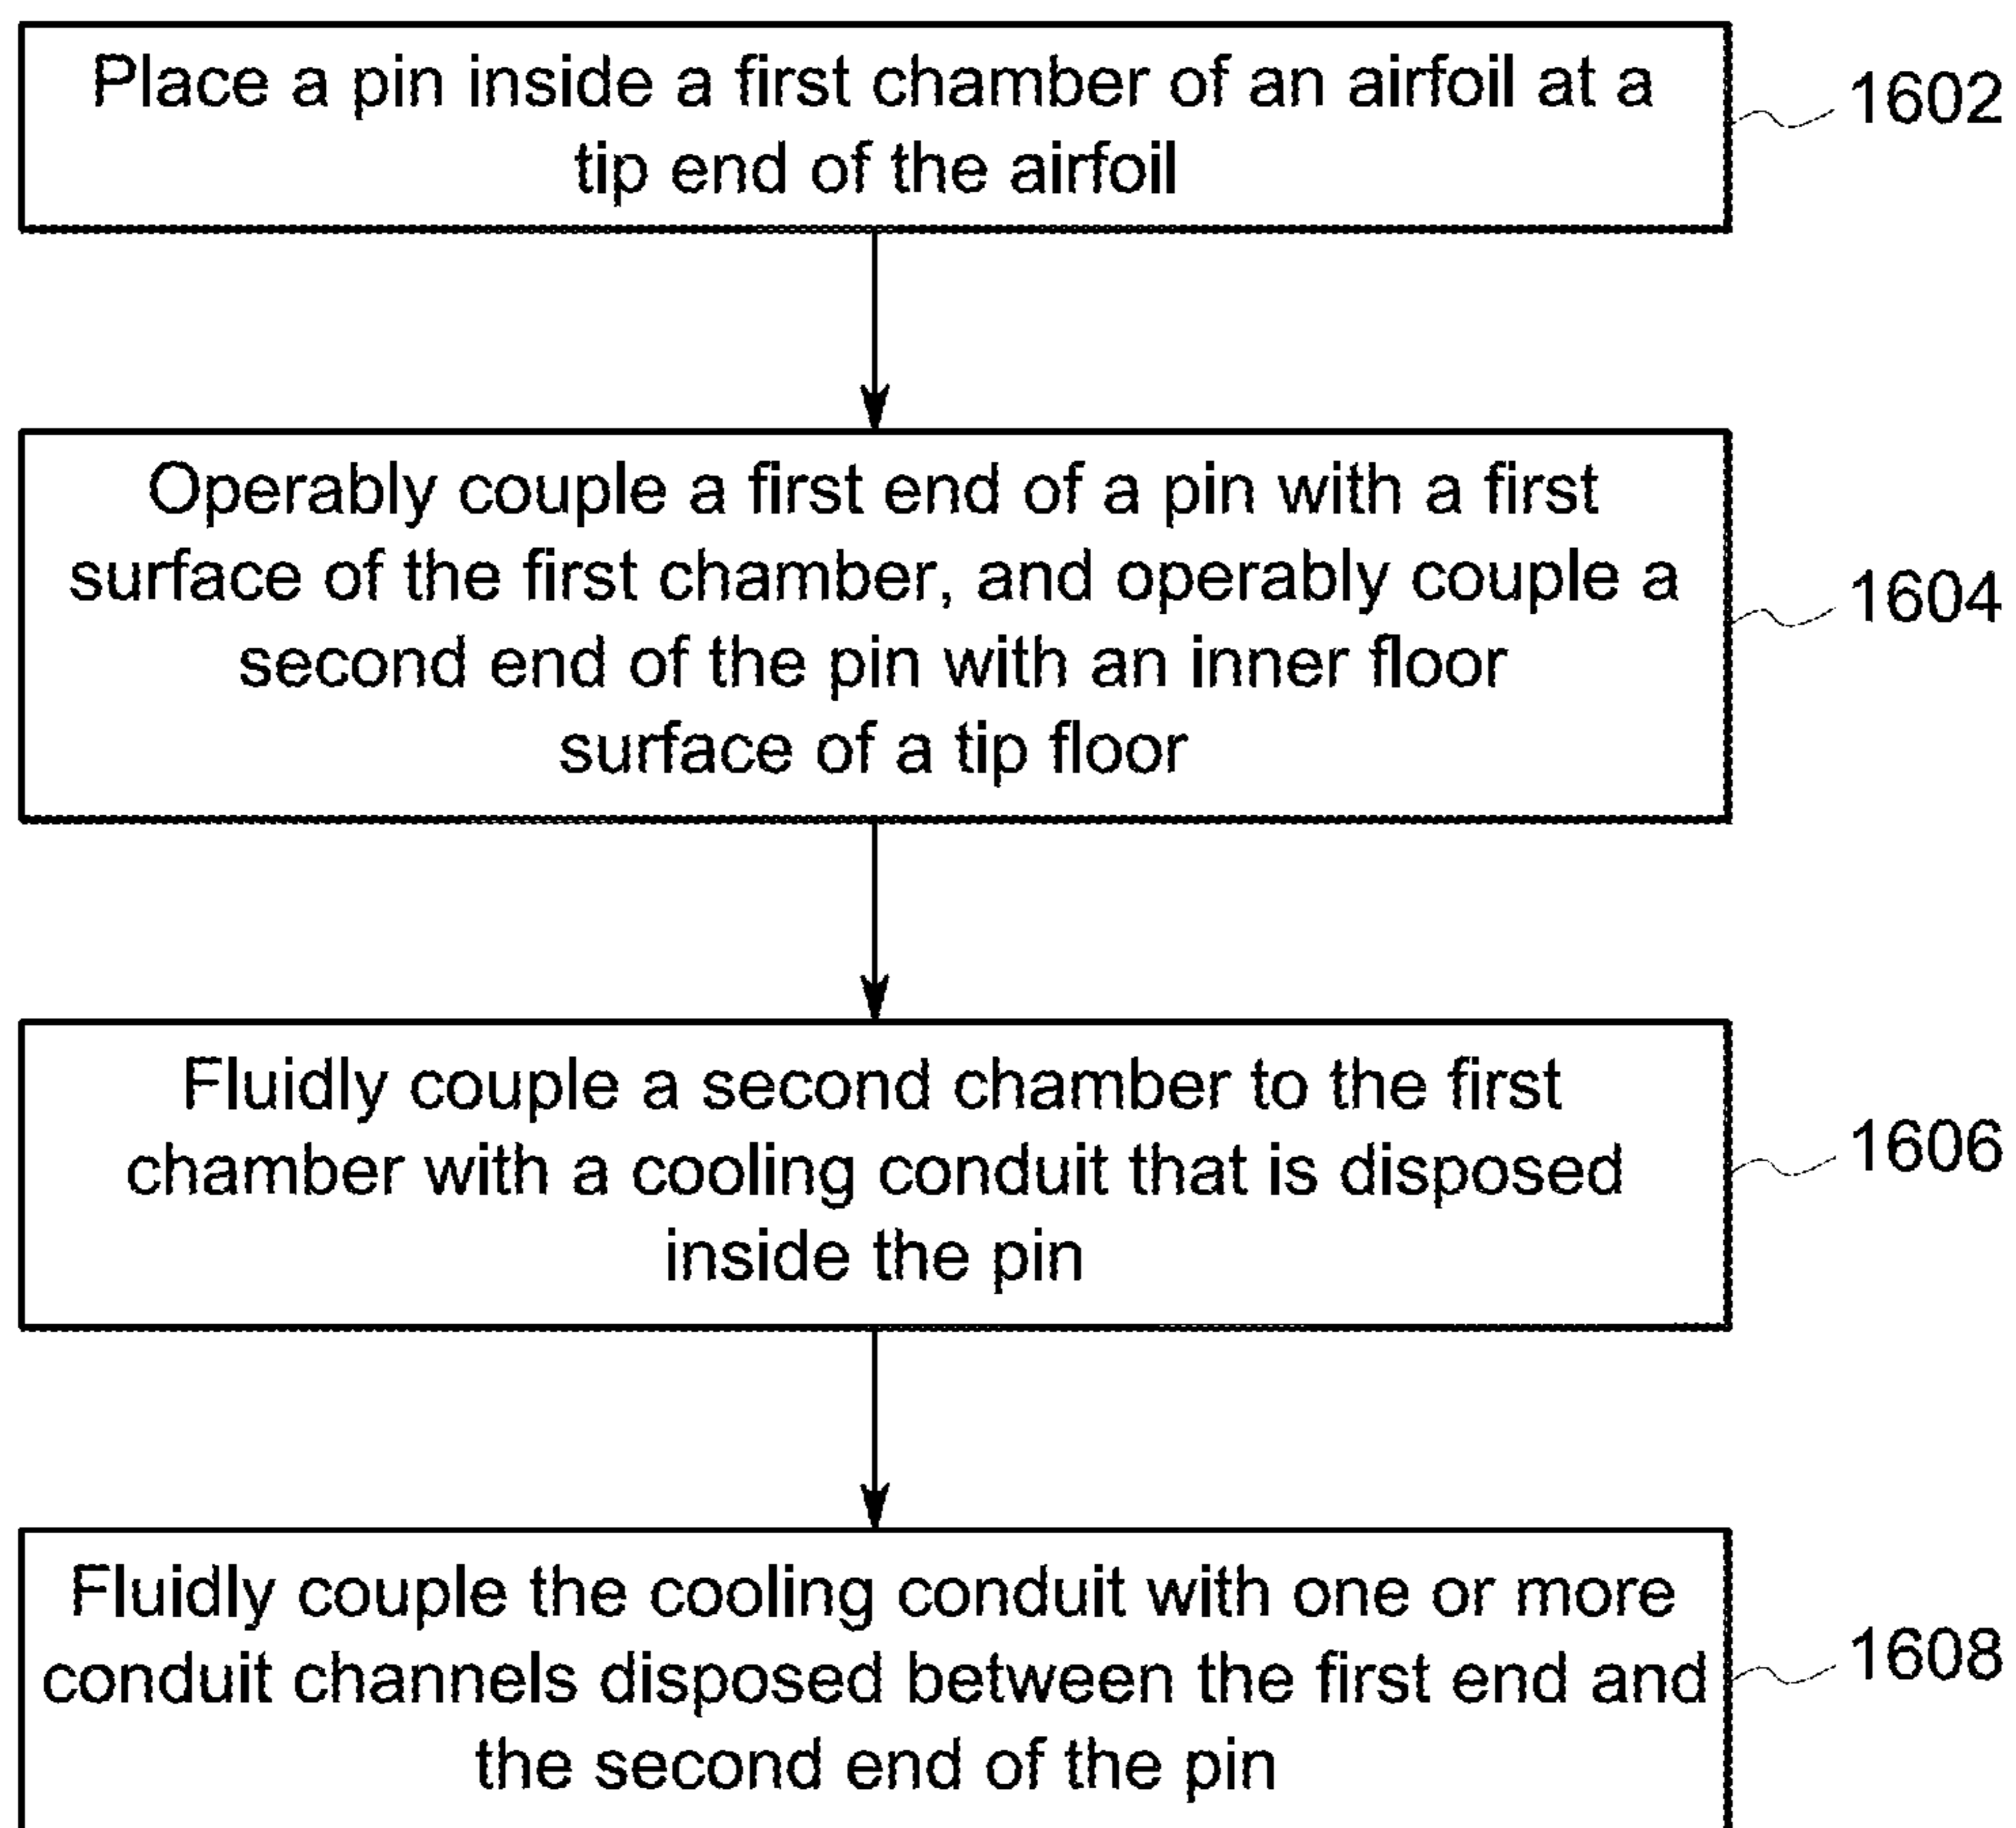 Place a pin inside a first chamber of an airfoil at a
tip end of the airfoil
1602
Operably couple a first end of a pin with a first
surface of the first chamber, and operably couple a
second end of the pin with an inner floor
surface of a tip floor
1604
Fluidly couple a second chamber to the first
chamber with a cooling conduit that is disposed
inside the pin
1606
Fluidly couple the cooling conduit with one or more
conduit channels disposed between the first end and
the second end of the pin
1608